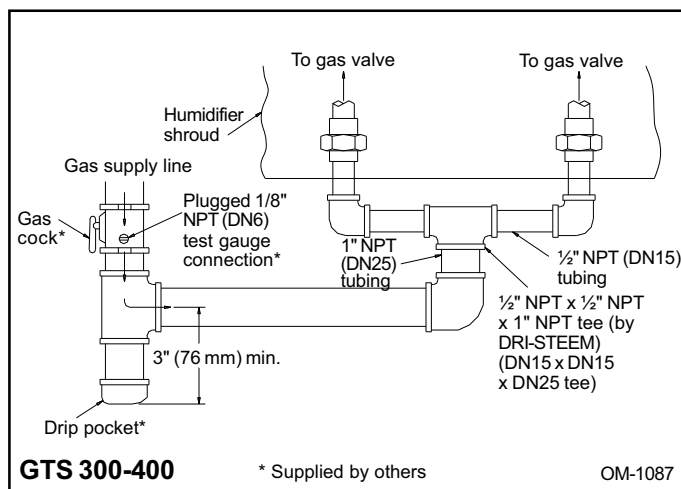 To gas valve
To gas valve
Humidifier
shroud
Gas supply line
Gas
cock*
Plugged 1/8"
NPT (DN6)
test gauge
connection*
1" NPT
(DN25)
tubing
½" NPT (DN15)
tubing
½" NPT x ½" NPT
x 1" NPT tee (by
DRI-STEEM)
(DN15 x DN15
x DN25 tee)
3" (76 mm) min.
Drip pocket*
GTS 300-400
* Supplied by others
OM-1087